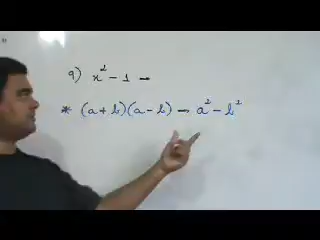 9) x² - 1 →
* (a + b)(a - b) → a² - b²